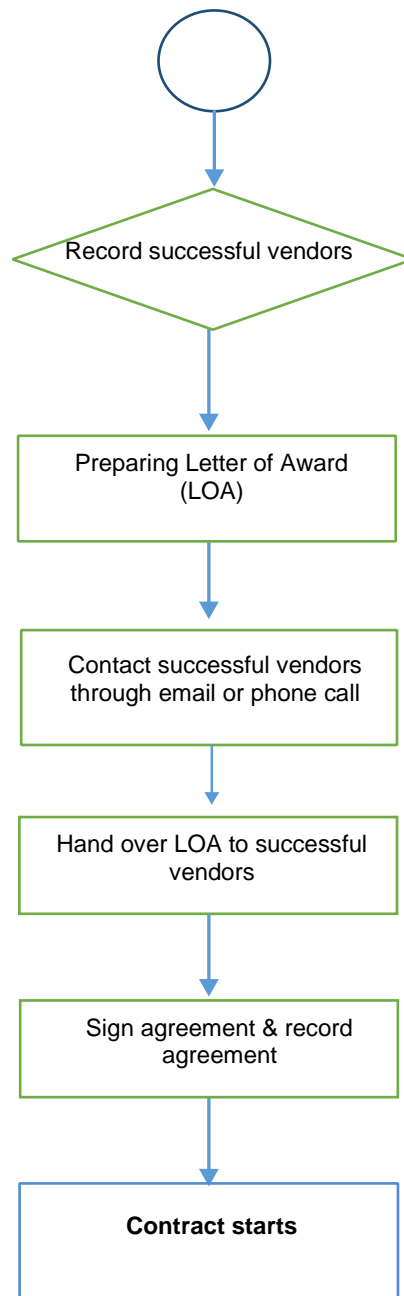 Record successful vendors
Preparing Letter of Award
(LOA)
Contact successful vendors
through email or phone call
Hand over LOA to successful
vendors
Sign agreement & record
agreement
Contract starts